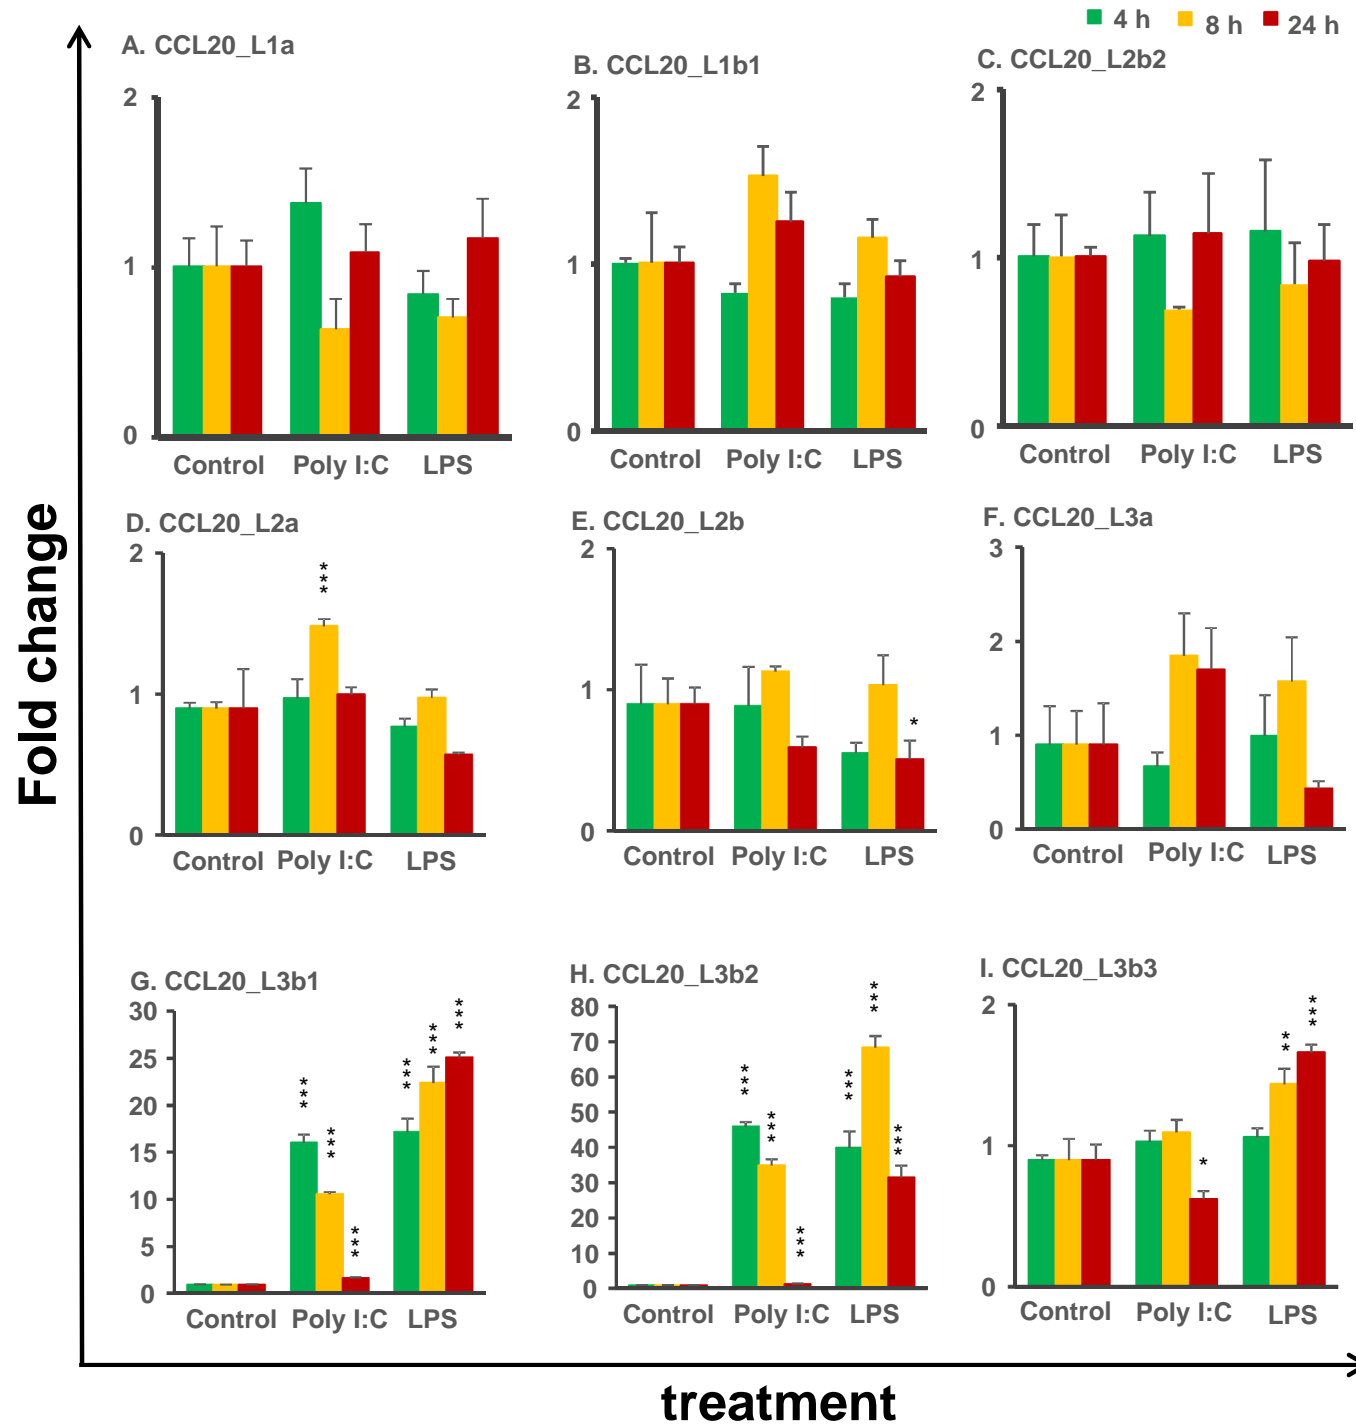 4 h 8 h 24 h
A. CCL20_L1a
2
1
0
Control Poly I:C LPS
B. CCL20_L1b1
2
1
0
Control Poly I:C LPS
C. CCL20_L2b2
2
1
0
Control Poly I:C LPS
D. CCL20_L2a
2
1
0
***
Control Poly I:C LPS
E. CCL20_L2b
2
1
0
*
Control Poly I:C LPS
F. CCL20_L3a
3
2
1
0
Control Poly I:C LPS
G. CCL20_L3b1
30
25
20
15
10
5
0
*** *** *** *** *** ***
Control Poly I:C LPS
H. CCL20_L3b2
80
70
60
50
40
30
20
10
0
*** *** *** *** *** ***
Control Poly I:C LPS
I. CCL20_L3b3
2
1
0
* ** ***
Control Poly I:C LPS
Fold change
treatment